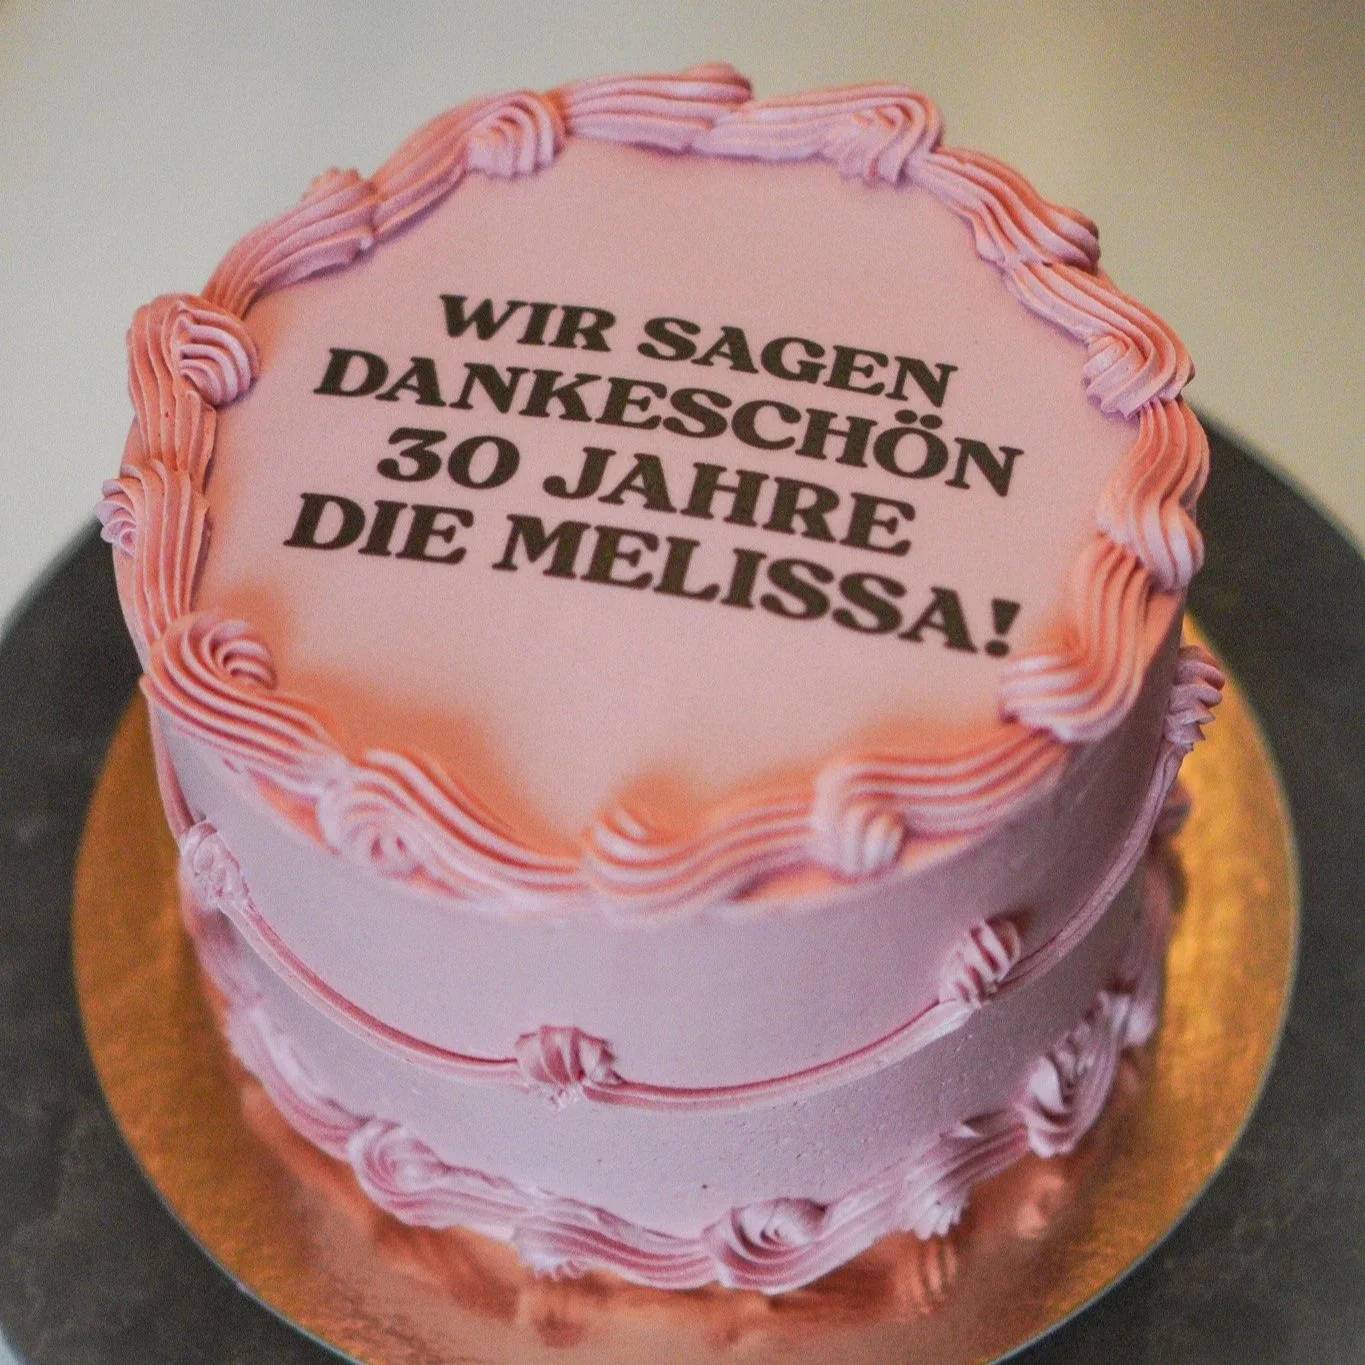 WIR SAGEN
DANKESCHÖN
30 JAHRE
DIE MELISSA!